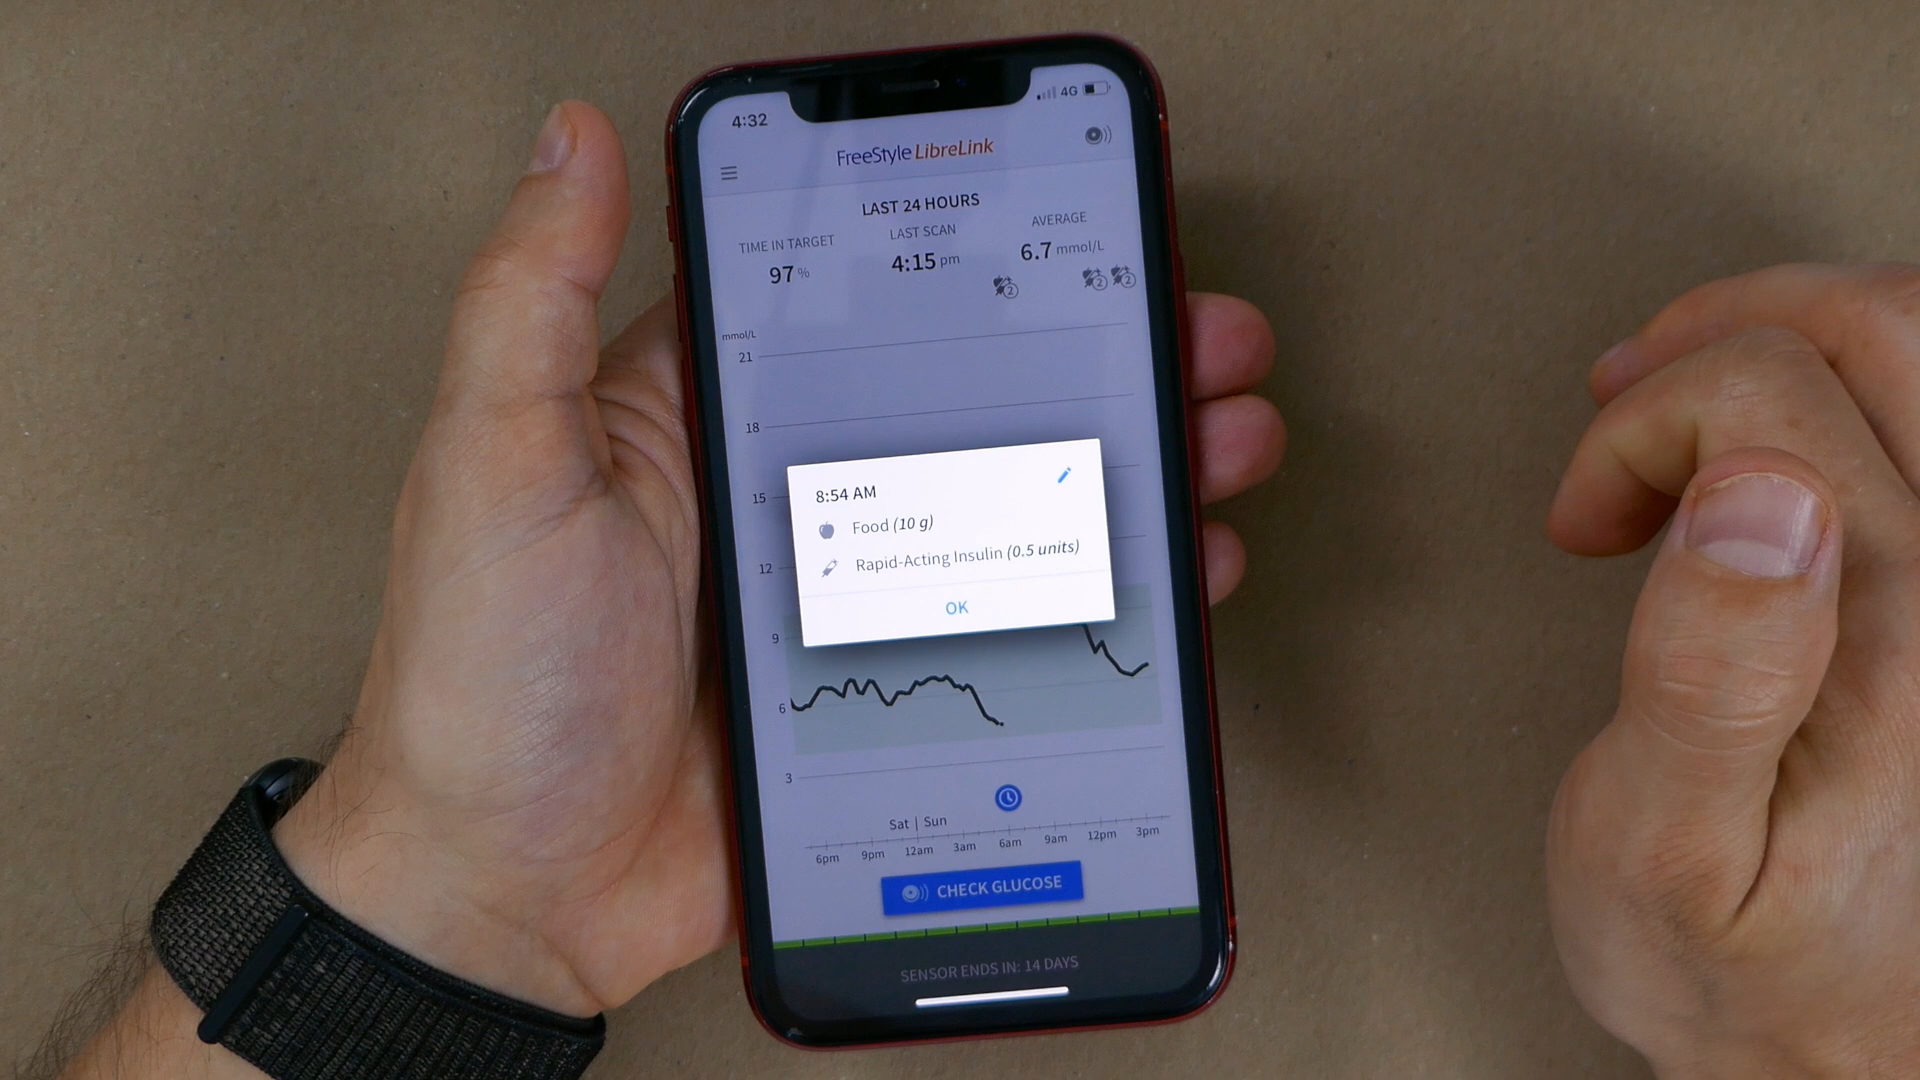 4:32
4G
FreeStyle LibreLink
LAST 24 HOURS
TIME IN TARGET
97 %
LAST SCAN
4:15 pm
AVERAGE
6.7 mmol/L
2
2
2
mmol/L
21
18
15
12
9
6
3
8:54 AM
Food (10 g)
Rapid-Acting Insulin (0.5 units)
OK
Sat | Sun
6pm 9pm 12am 3am 6am 9am 12pm 3pm
CHECK GLUCOSE
SENSOR ENDS IN: 14 DAYS